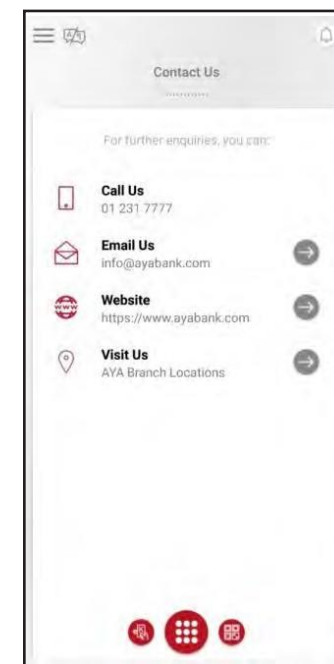 Contact Us
For further enquiries, you can:
Call Us
01 231 7777
Email Us
info@ayabank.com
www
Website
https://www.ayabank.com
Visit Us
AYA Branch Locations